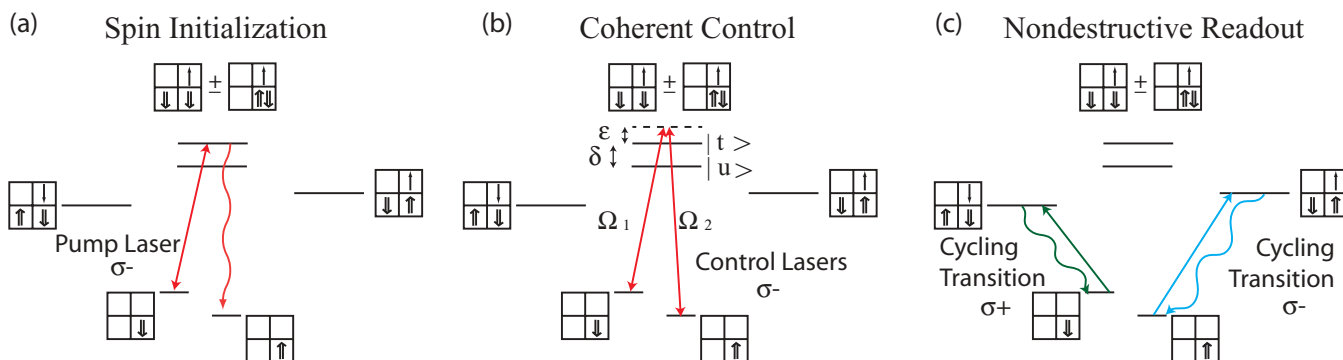 (a) Spin Initialization
±
Pump Laser
σ-
(b) Coherent Control
±
ε
δ
| t >
| u >
Ω 1
Ω 2
Control Lasers
σ-
(c) Nondestructive Readout
±
Cycling
Transition
σ+
Cycling
Transition
σ-